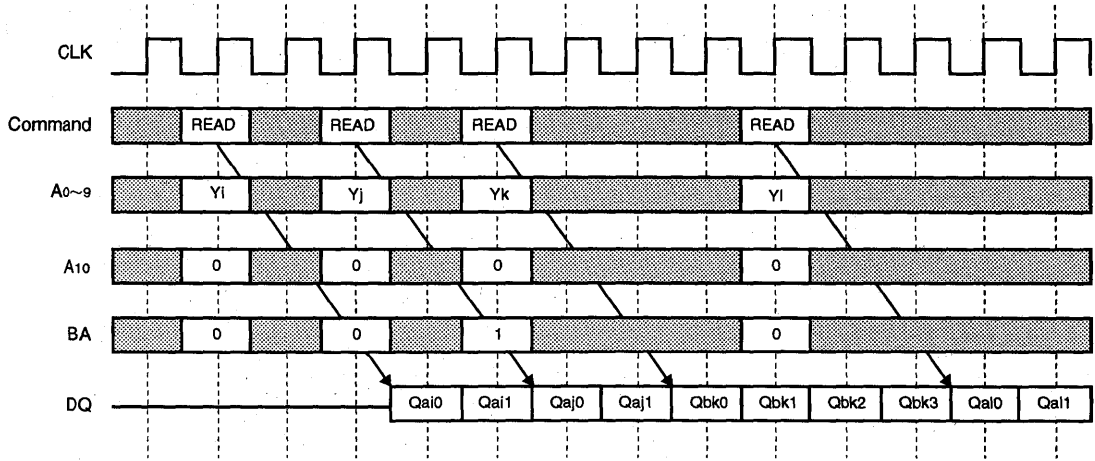 CLK
Command READ READ READ READ
A0~9 Yi Yj Yk Yl
A10 0 0 0 0
BA 0 0 1 0
DQ Qai0 Qai1 Qaj0 Qaj1 Qbk0 Qbk1 Qbk2 Qbk3 Qal0 Qal1